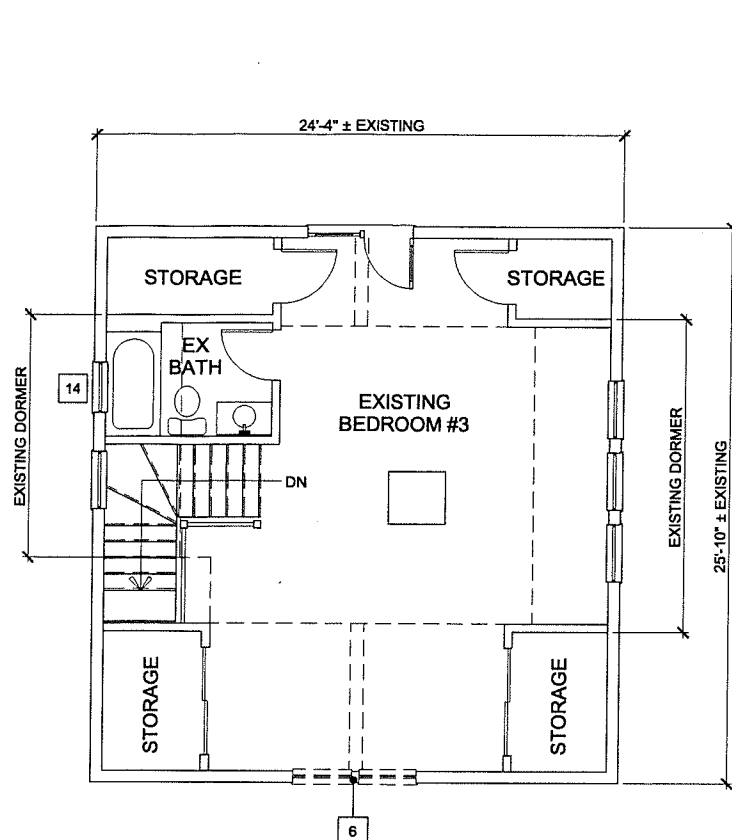 24'-4" ± EXISTING
STORAGE
STORAGE
EX
BATH
14
EXISTING DORMER
EXISTING
BEDROOM #3
DN
EXISTING DORMER
25'-10" ± EXISTING
STORAGE
STORAGE
6